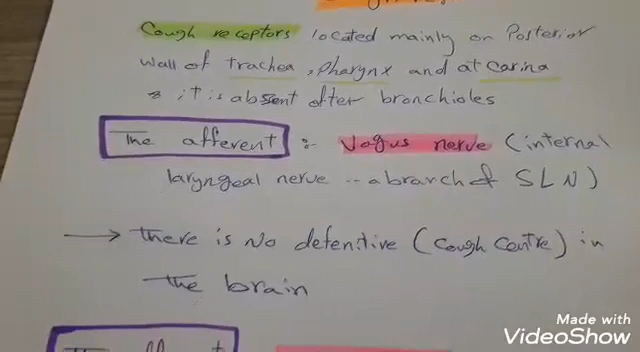 Cough receptors located mainly on Posterior
wall of trachea, pharynx and at carina
it is absent after bronchioles
The afferent :- Vagus nerve (internal
laryngeal nerve -- a branch of SLN)
→ there is no defenitive (cough centre) in
the brain
Made with
VideoShow